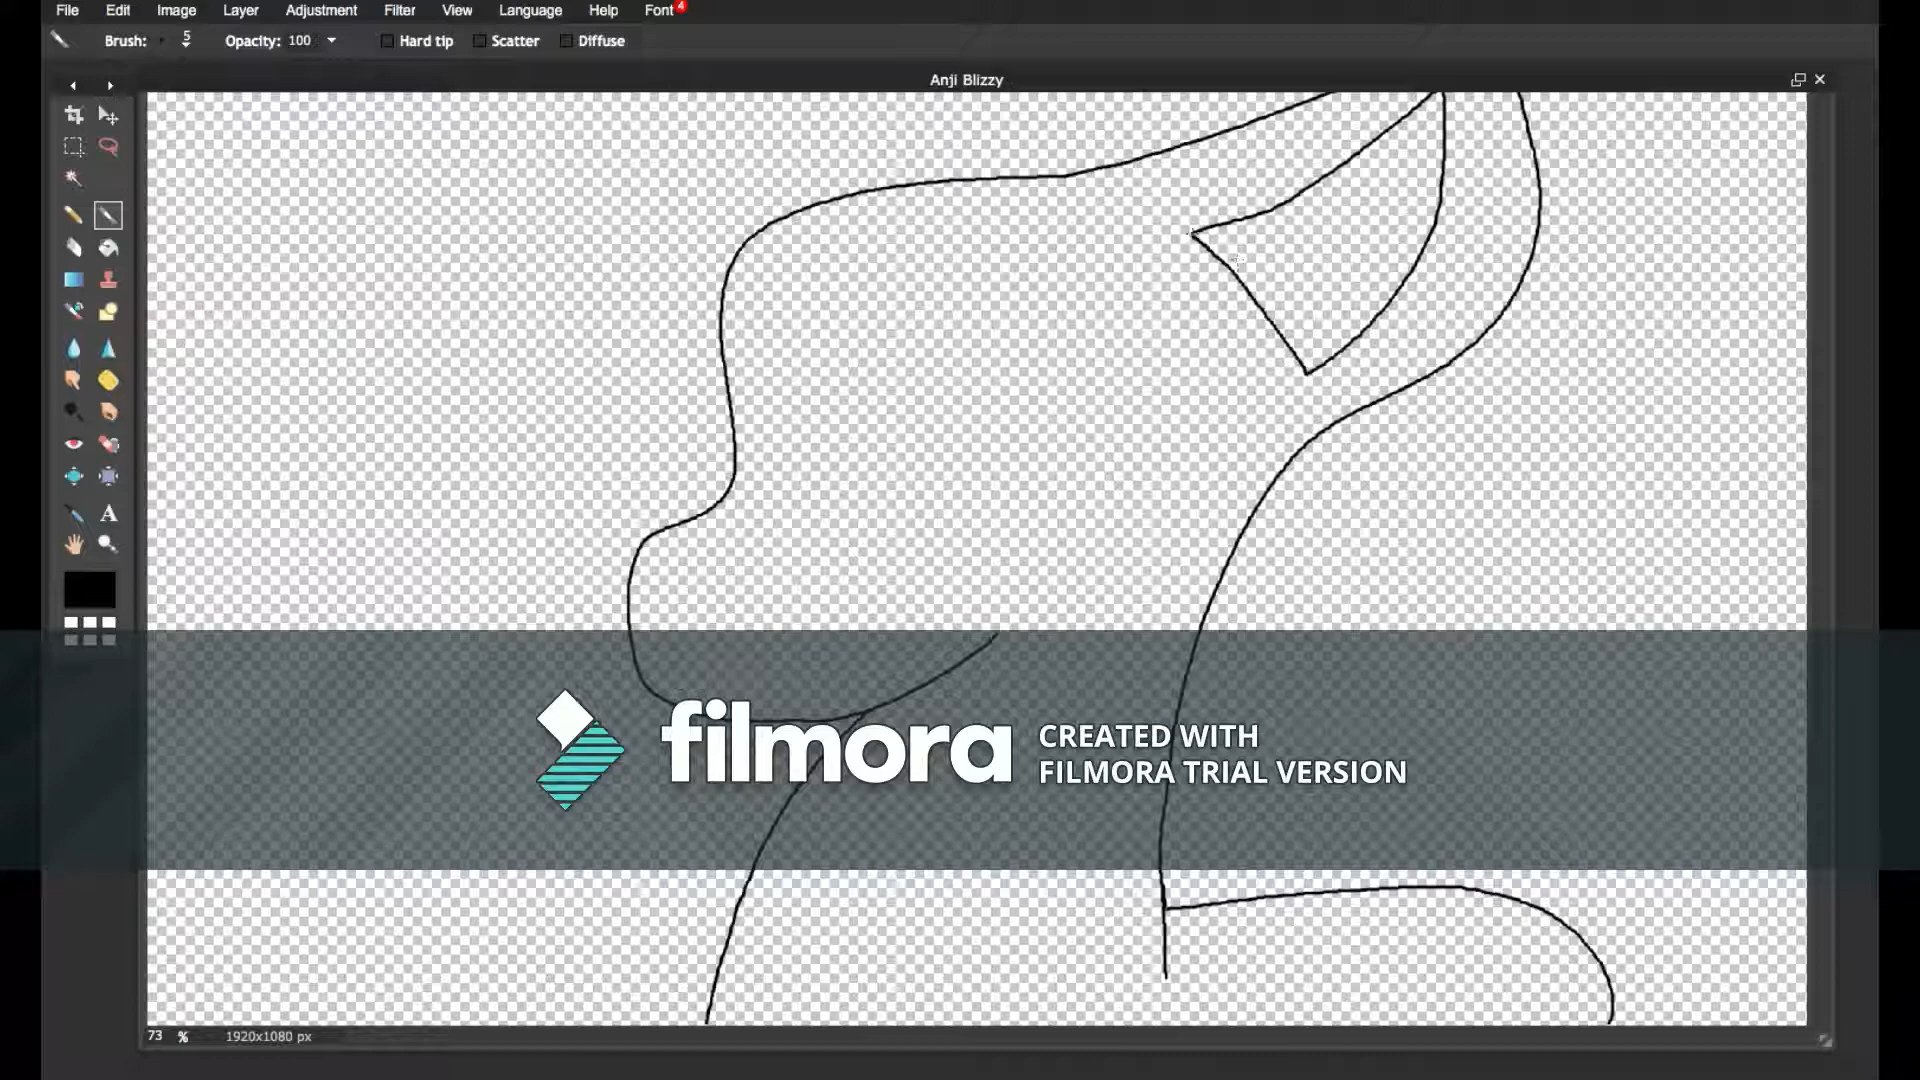 File Edit Image Layer Adjustment Filter View Language Help Font 4
Brush: 5 Opacity: 100 Hard tip Scatter Diffuse
Anji Blizzy
A
filmora
CREATED WITH
FILMORA TRIAL VERSION
73 % 1920x1080 px